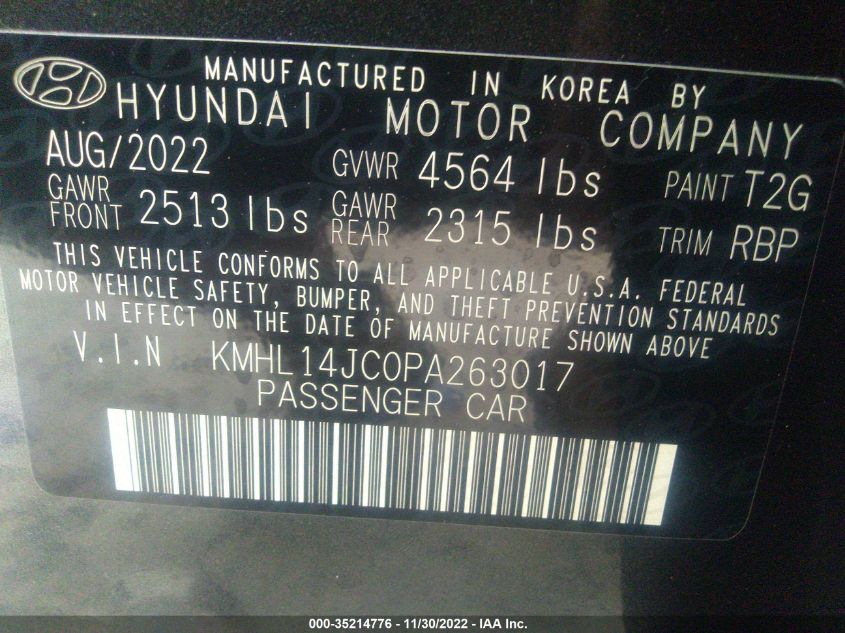 MANUFACTURED IN KOREA BY
HYUNDAI MOTOR COMPANY
AUG/2022 GVWR 4564 lbs PAINT T2G
GAWR FRONT 2513 lbs GAWR REAR 2315 lbs TRIM RBP
THIS VEHICLE CONFORMS TO ALL APPLICABLE U.S.A. FEDERAL
MOTOR VEHICLE SAFETY, BUMPER, AND THEFT PREVENTION STANDARDS
IN EFFECT ON THE DATE OF MANUFACTURE SHOWN ABOVE
V.I.N KMHL14JC0PA263017
PASSENGER CAR
000-35214776 - 11/30/2022 - IAA Inc.